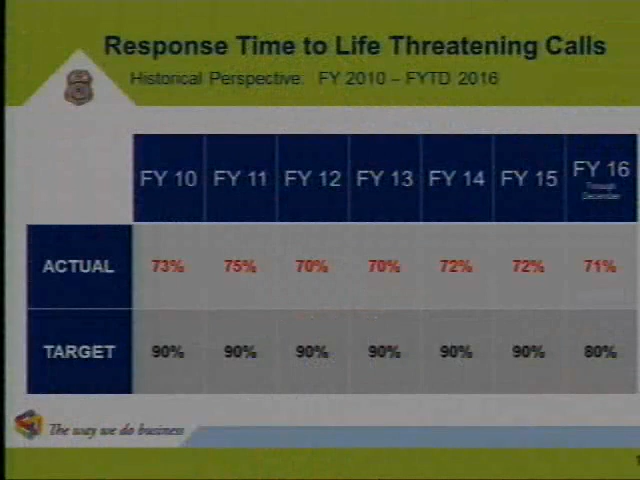 Response Time to Life Threatening Calls
Historical Perspective. FY 2010 – FYTD 2016
FY 10 FY 11 FY 12 FY 13 FY 14 FY 15 FY 16
Through
December
ACTUAL 73% 75% 70% 70% 72% 72% 71%
TARGET 90% 90% 90% 90% 90% 90% 80%
The way we do business